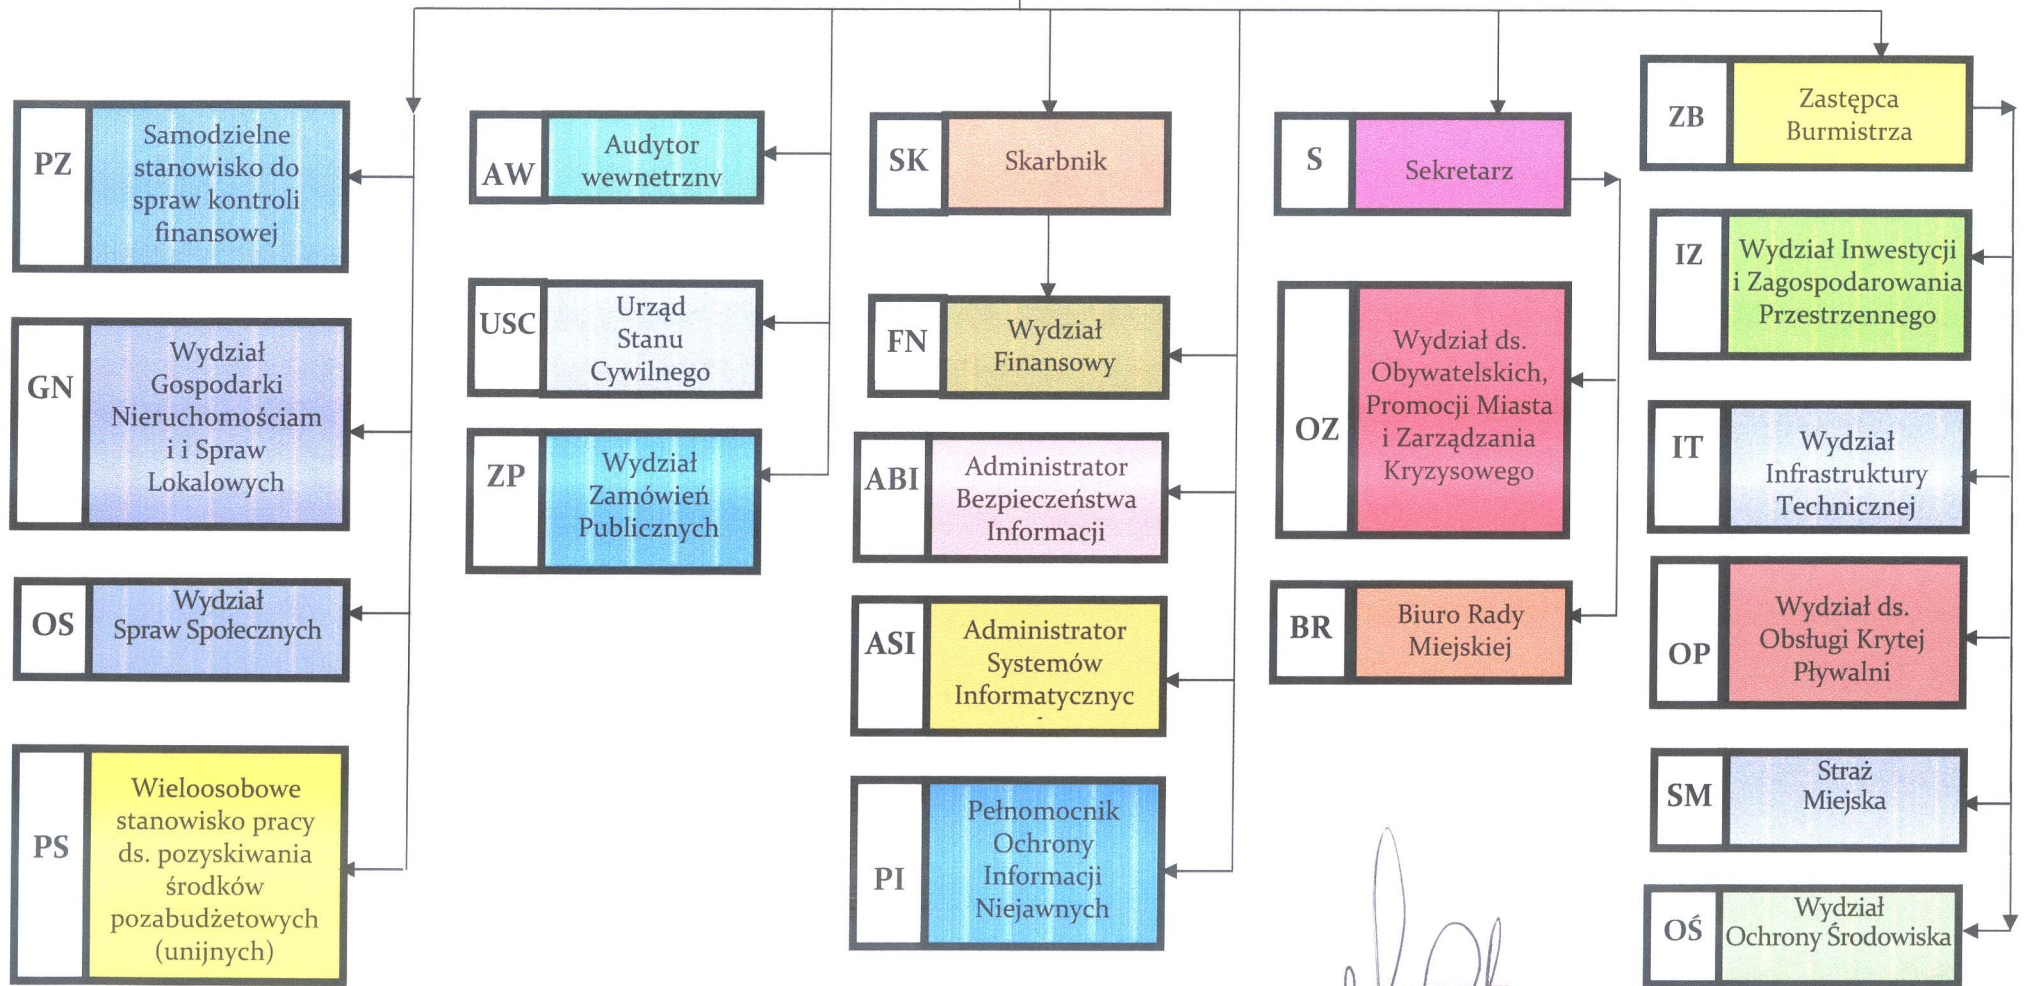 PZ
Samodzielne
stanowisko do
spraw kontroli
finansowej
GN
Wydział
Gospodarki
Nieruchomościam
i i Spraw
Lokalowych
OS
Wydział
Spraw Społecznych
PS
Wieloosobowe
stanowisko pracy
ds. pozyskiwania
środków
pozabudżetowych
(unijnych)
AW
Audytor
wewnetrzny
USC
Urząd
Stanu
Cywilnego
ZP
Wydział
Zamówień
Publicznych
SK
Skarbnik
FN
Wydział
Finansowy
ABI
Administrator
Bezpieczeństwa
Informacji
ASI
Administrator
Systemów
Informatycznyc
PI
Pełnomocnik
Ochrony
Informacji
Niejawnych
S
Sekretarz
OZ
Wydział ds.
Obywatelskich,
Promocji Miasta
i Zarządzania
Kryzysowego
BR
Biuro Rady
Miejskiej
ZB
Zastępca
Burmistrza
IZ
Wydział Inwestycji
i Zagospodarowania
Przestrzennego
IT
Wydział
Infrastruktury
Technicznej
OP
Wydział ds.
Obsługi Krytej
Pływalni
SM
Straż
Miejska
OŚ
Wydział
Ochrony Środowiska